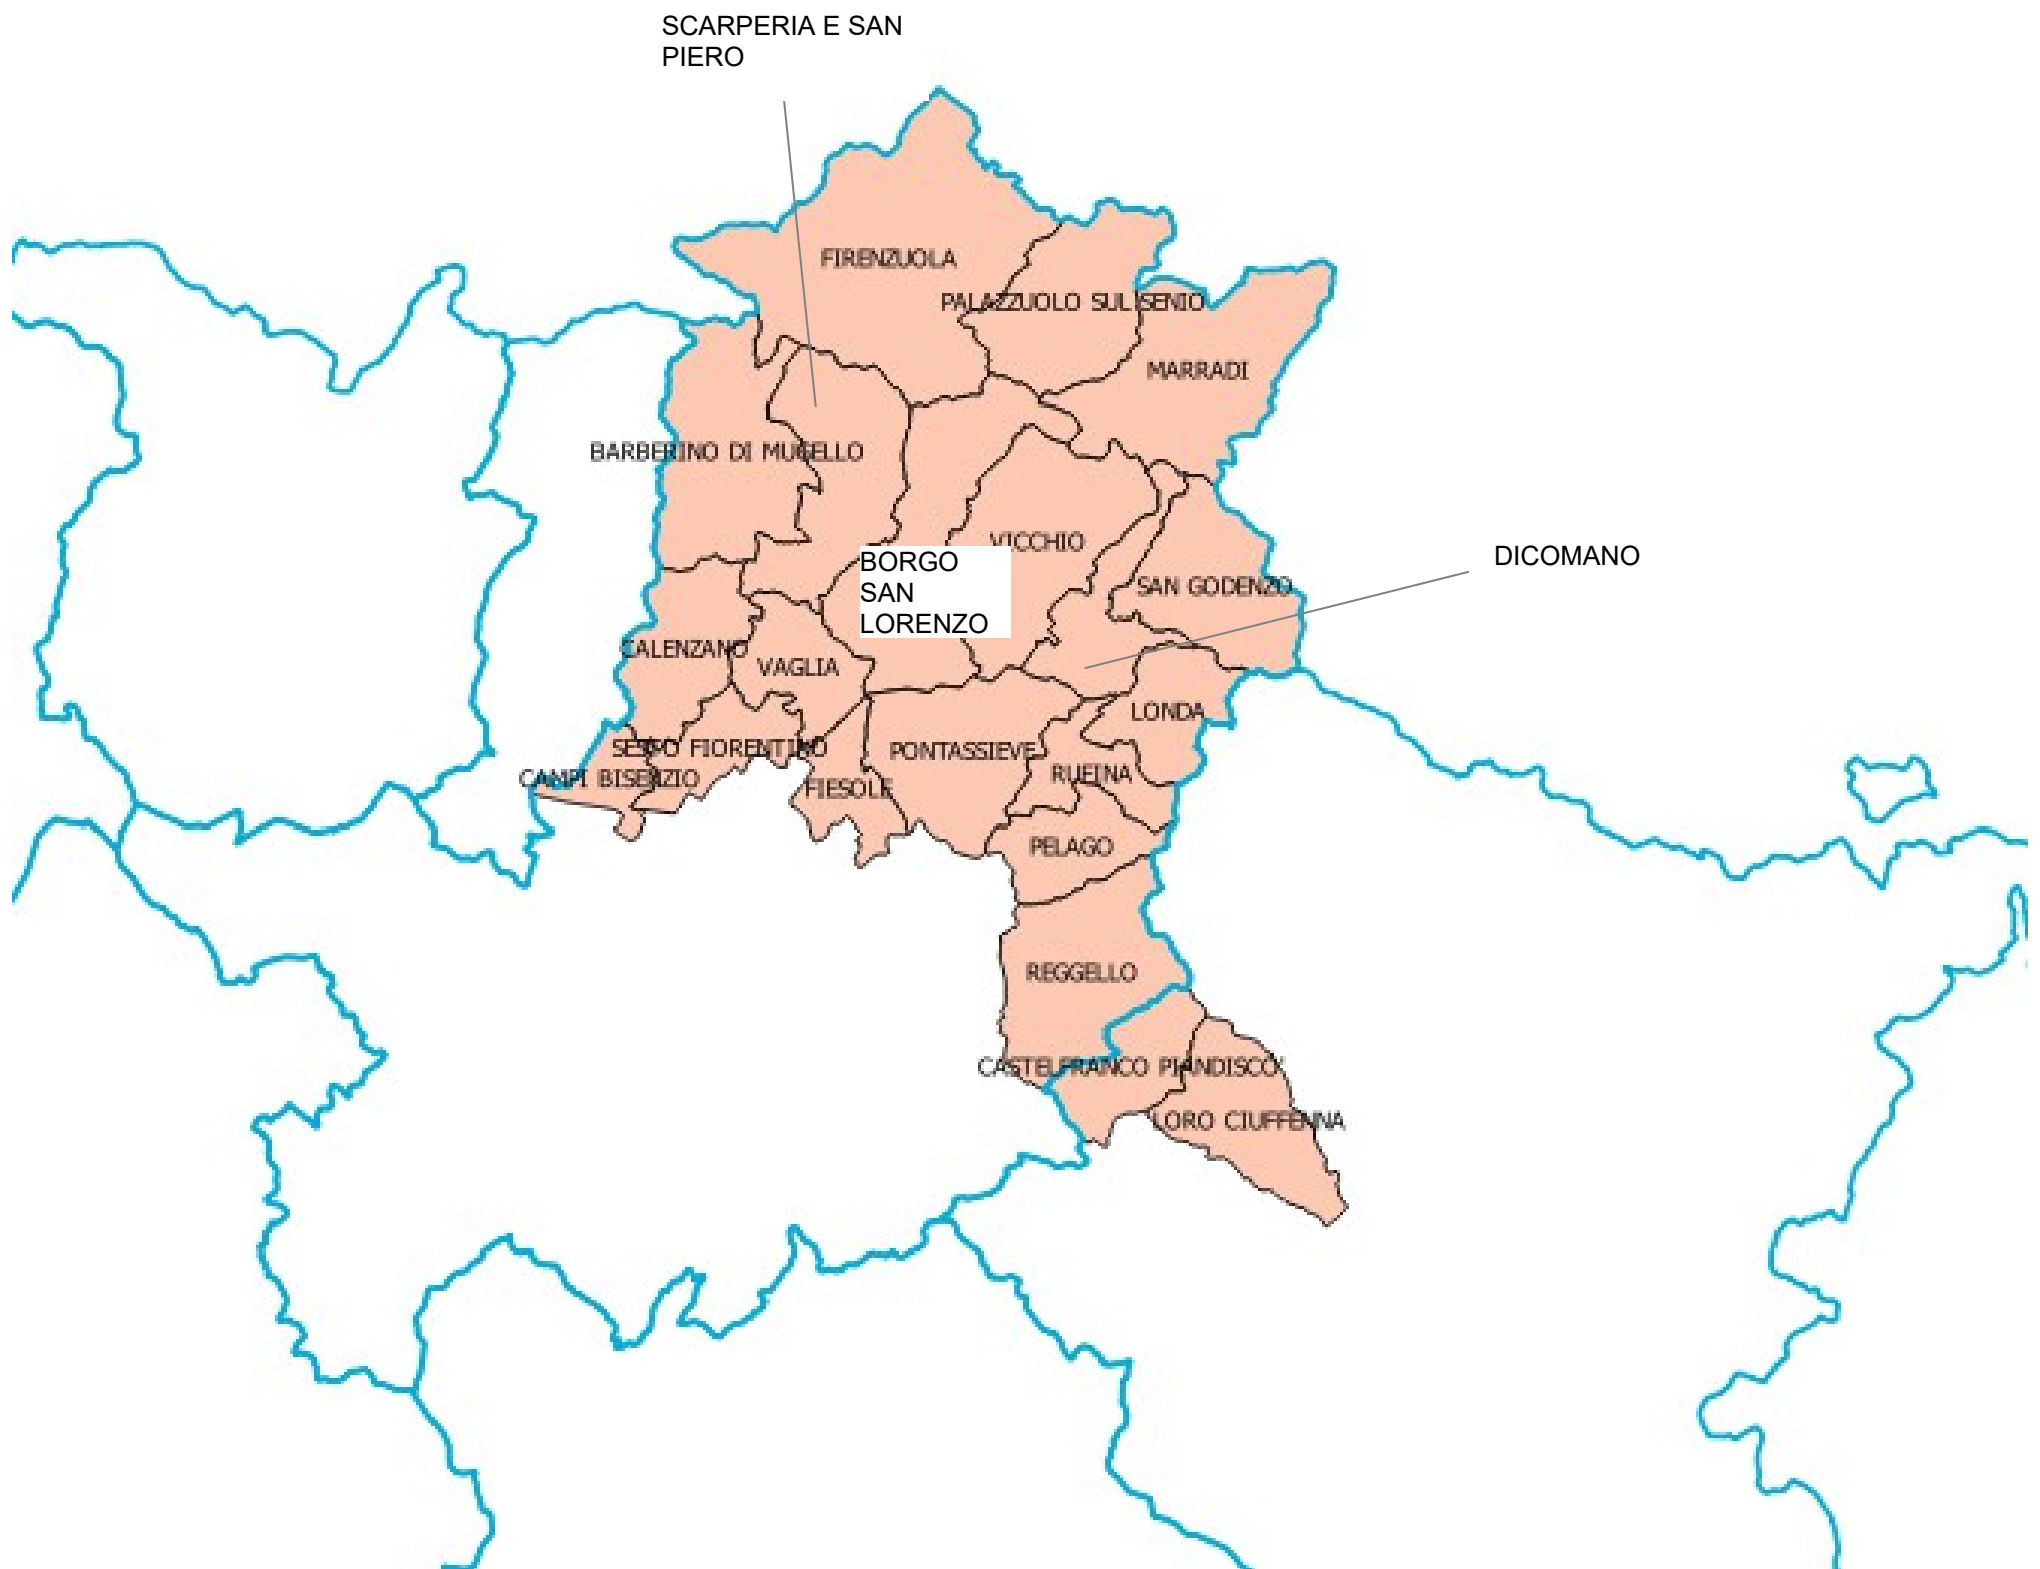 SCARPERIA E SAN
PIERO
FIRENZUOLA
PALAZZUOLO SUL SENIO
MARRADI
BARBERINO DI MUGELLO
VICCHIO
BORGO
SAN
LORENZO
DICOMANO
SAN GODENZO
CALENZANO
VAGLIA
LONDA
SESTO FIORENTINO
PONTASSIEVE
CAMPI BISENZIO
RUFINA
FIESOLE
PELAGO
REGGELLO
CASTELFRANCO PIANDISCO'
LORO CIUFFENNA